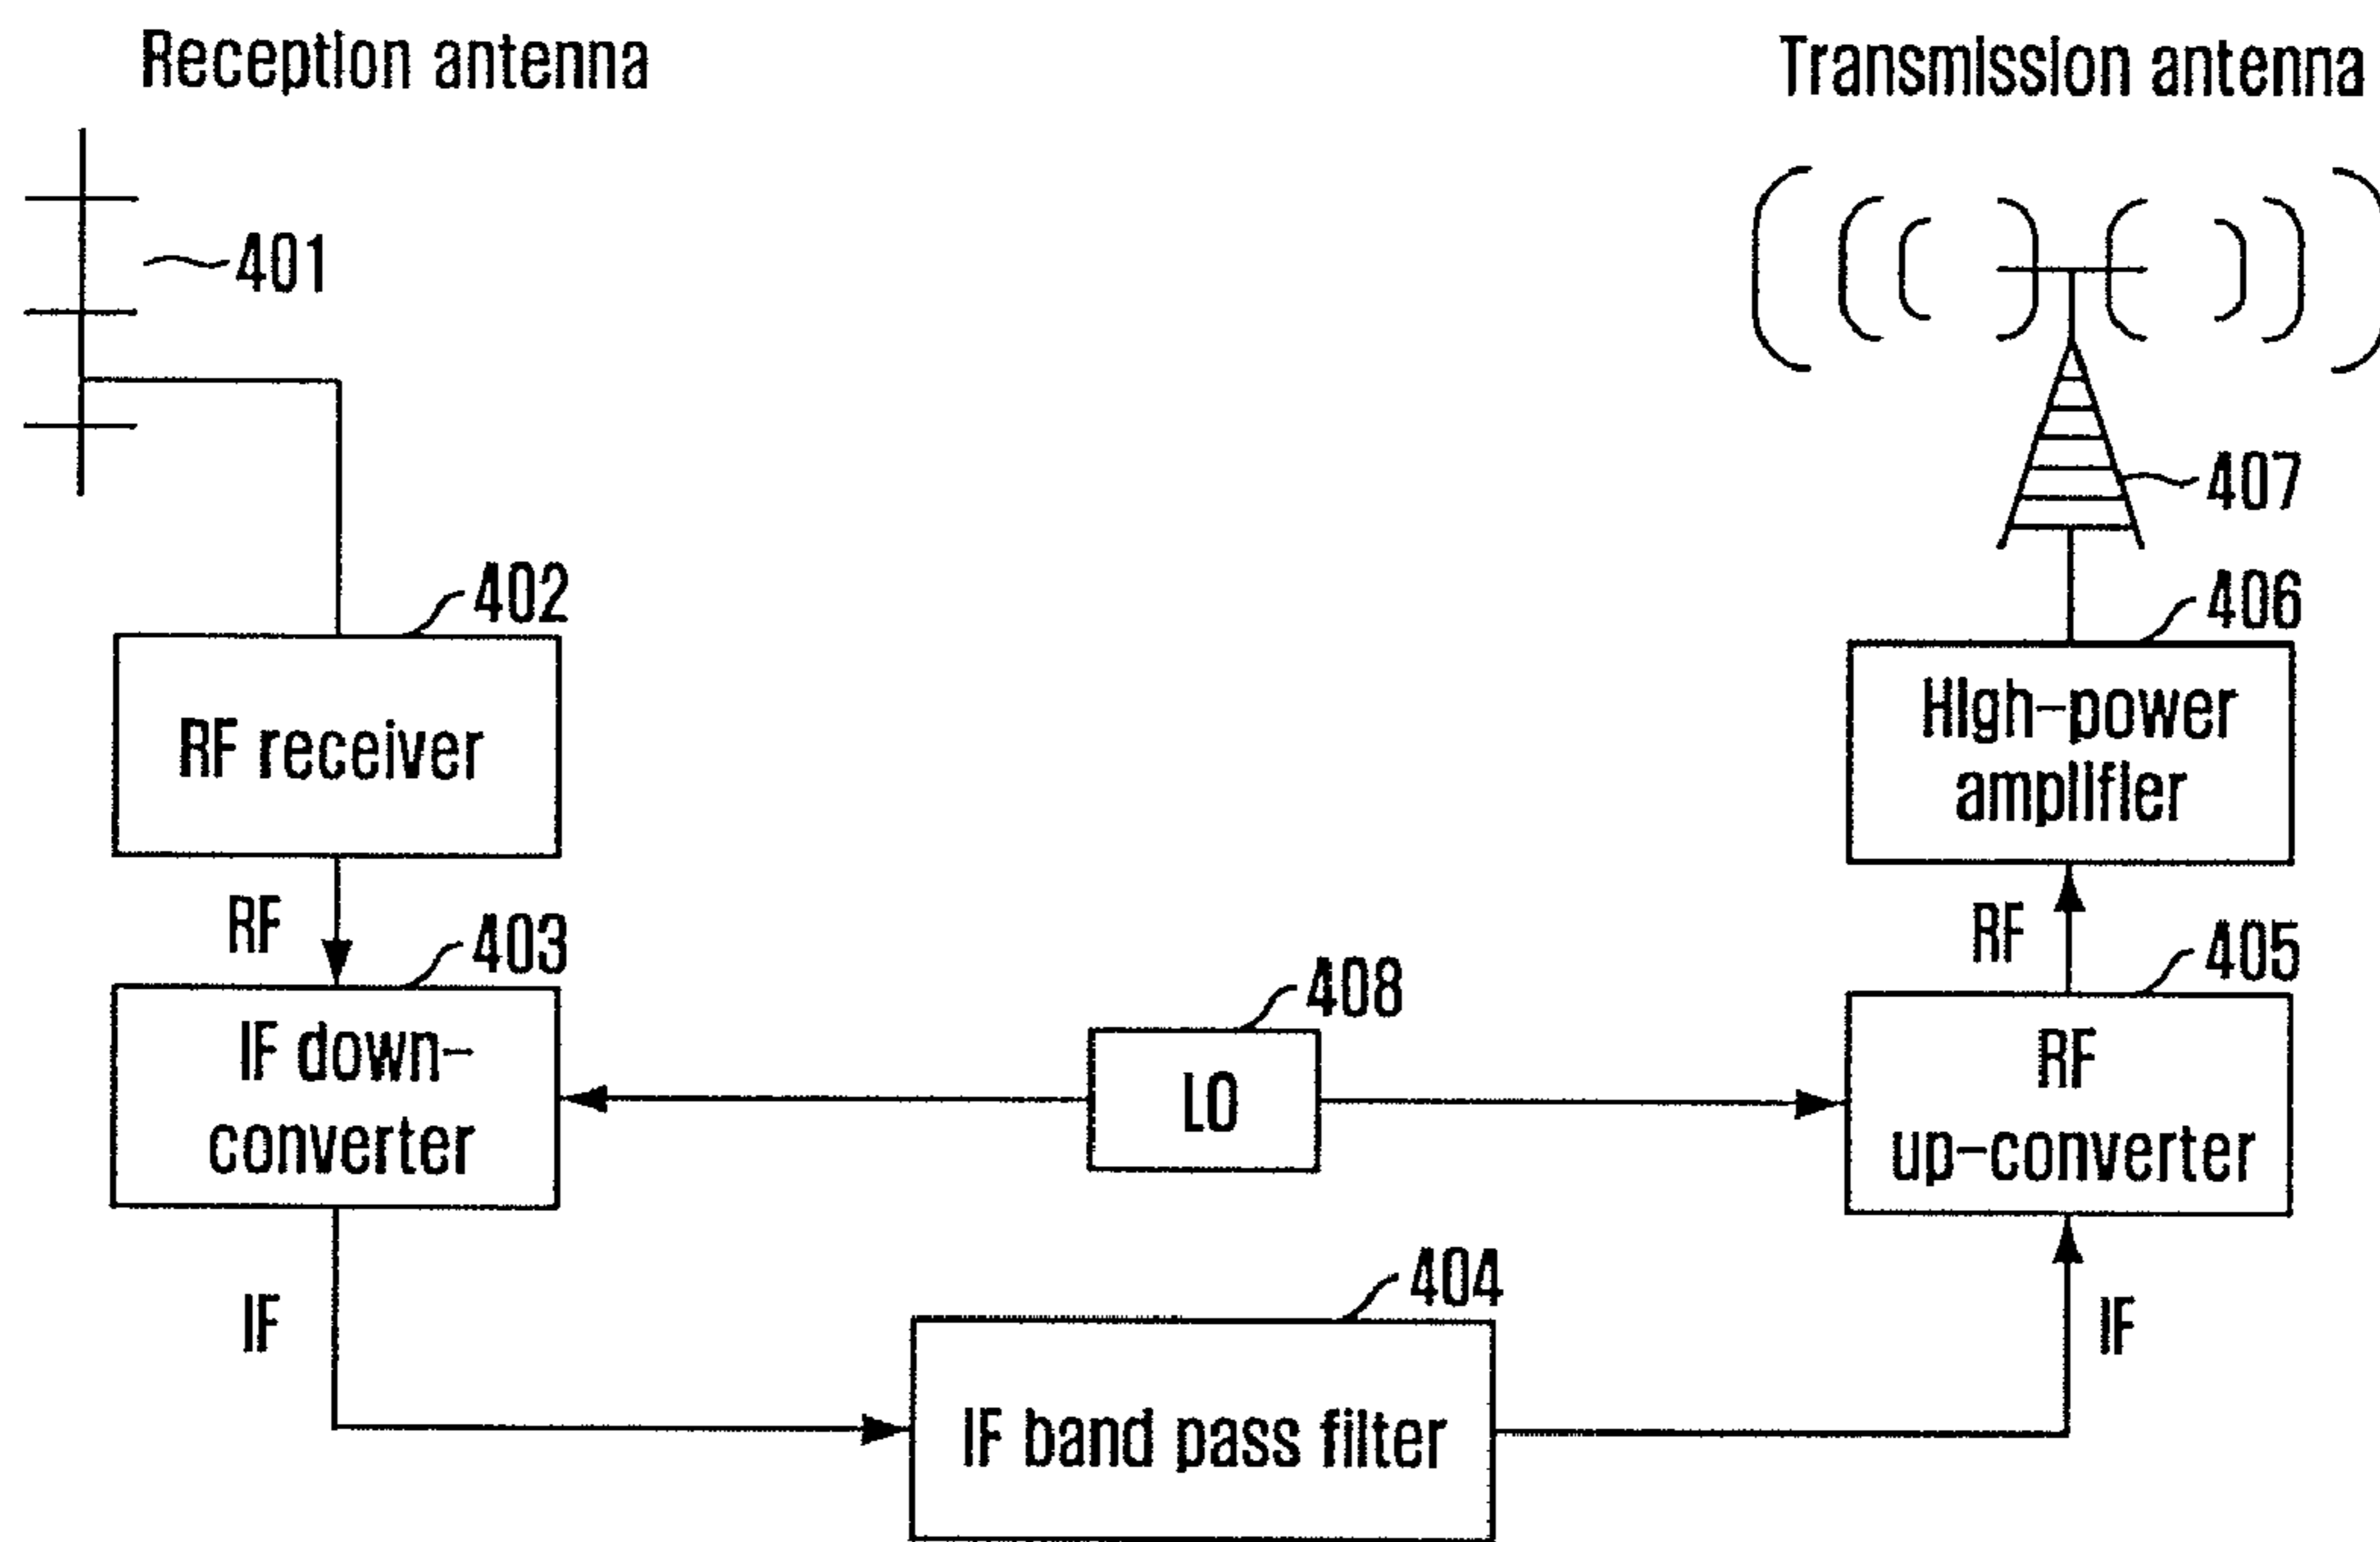 Reception antenna
Transmission antenna
401
407
402
RF receiver
406
High-power
amplifier
RF
RF
403
IF down-
converter
408
LO
405
RF
up-converter
IF
404
IF band pass filter
IF